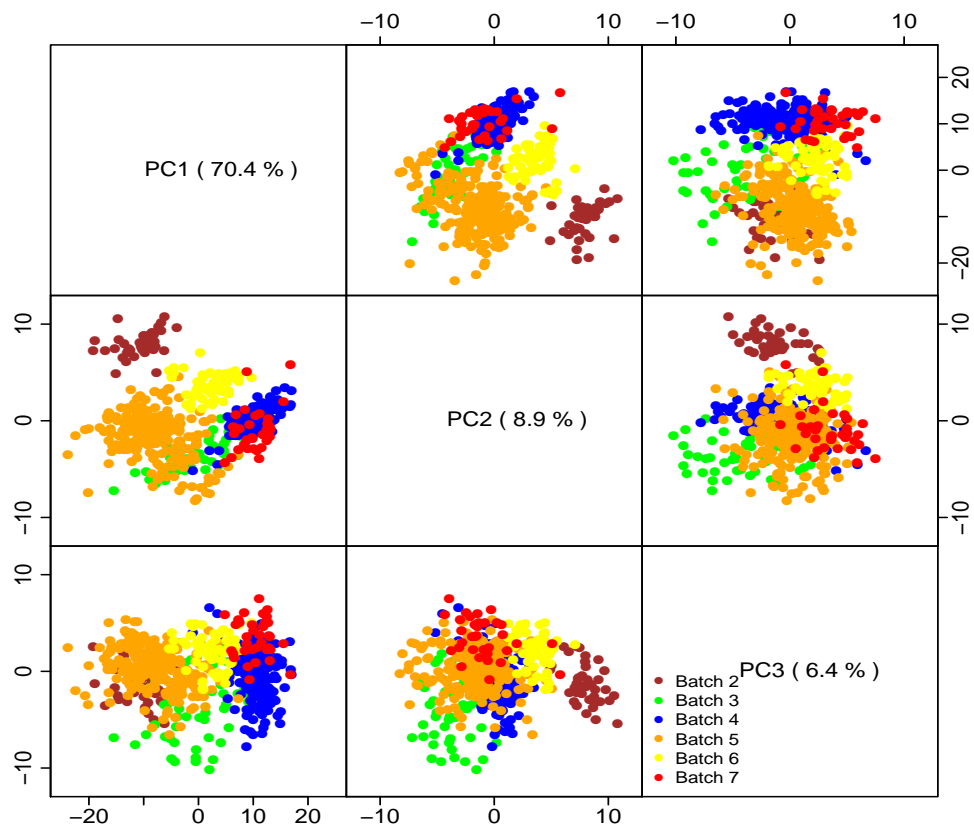 −10 0 10 −10 0 10
PC1 ( 70.4 % )
−20 0 10 20
−10 0 10
PC2 ( 8.9 % )
−10 0 10
−10 0 10
PC3 ( 6.4 % )
Batch 2
Batch 3
Batch 4
Batch 5
Batch 6
Batch 7
−20 0 10 20 −10 0 10